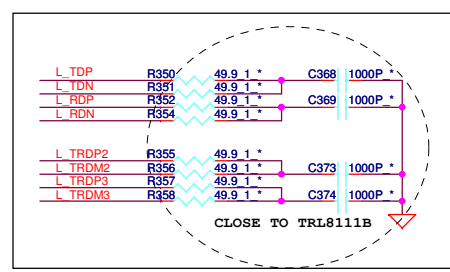 L_TDP R350 49.9_1_* C368 1000P_*
L_TDN R351 49.9_1_*
L_RDP R352 49.9_1_* C369 1000P_*
L_RDN R354 49.9_1_*
L_TRDP2 R355 49.9_1_*
L_TRDM2 R356 49.9_1_* C373 1000P_*
L_TRDP3 R357 49.9_1_*
L_TRDM3 R358 49.9_1_* C374 1000P_*
CLOSE TO TRL8111B